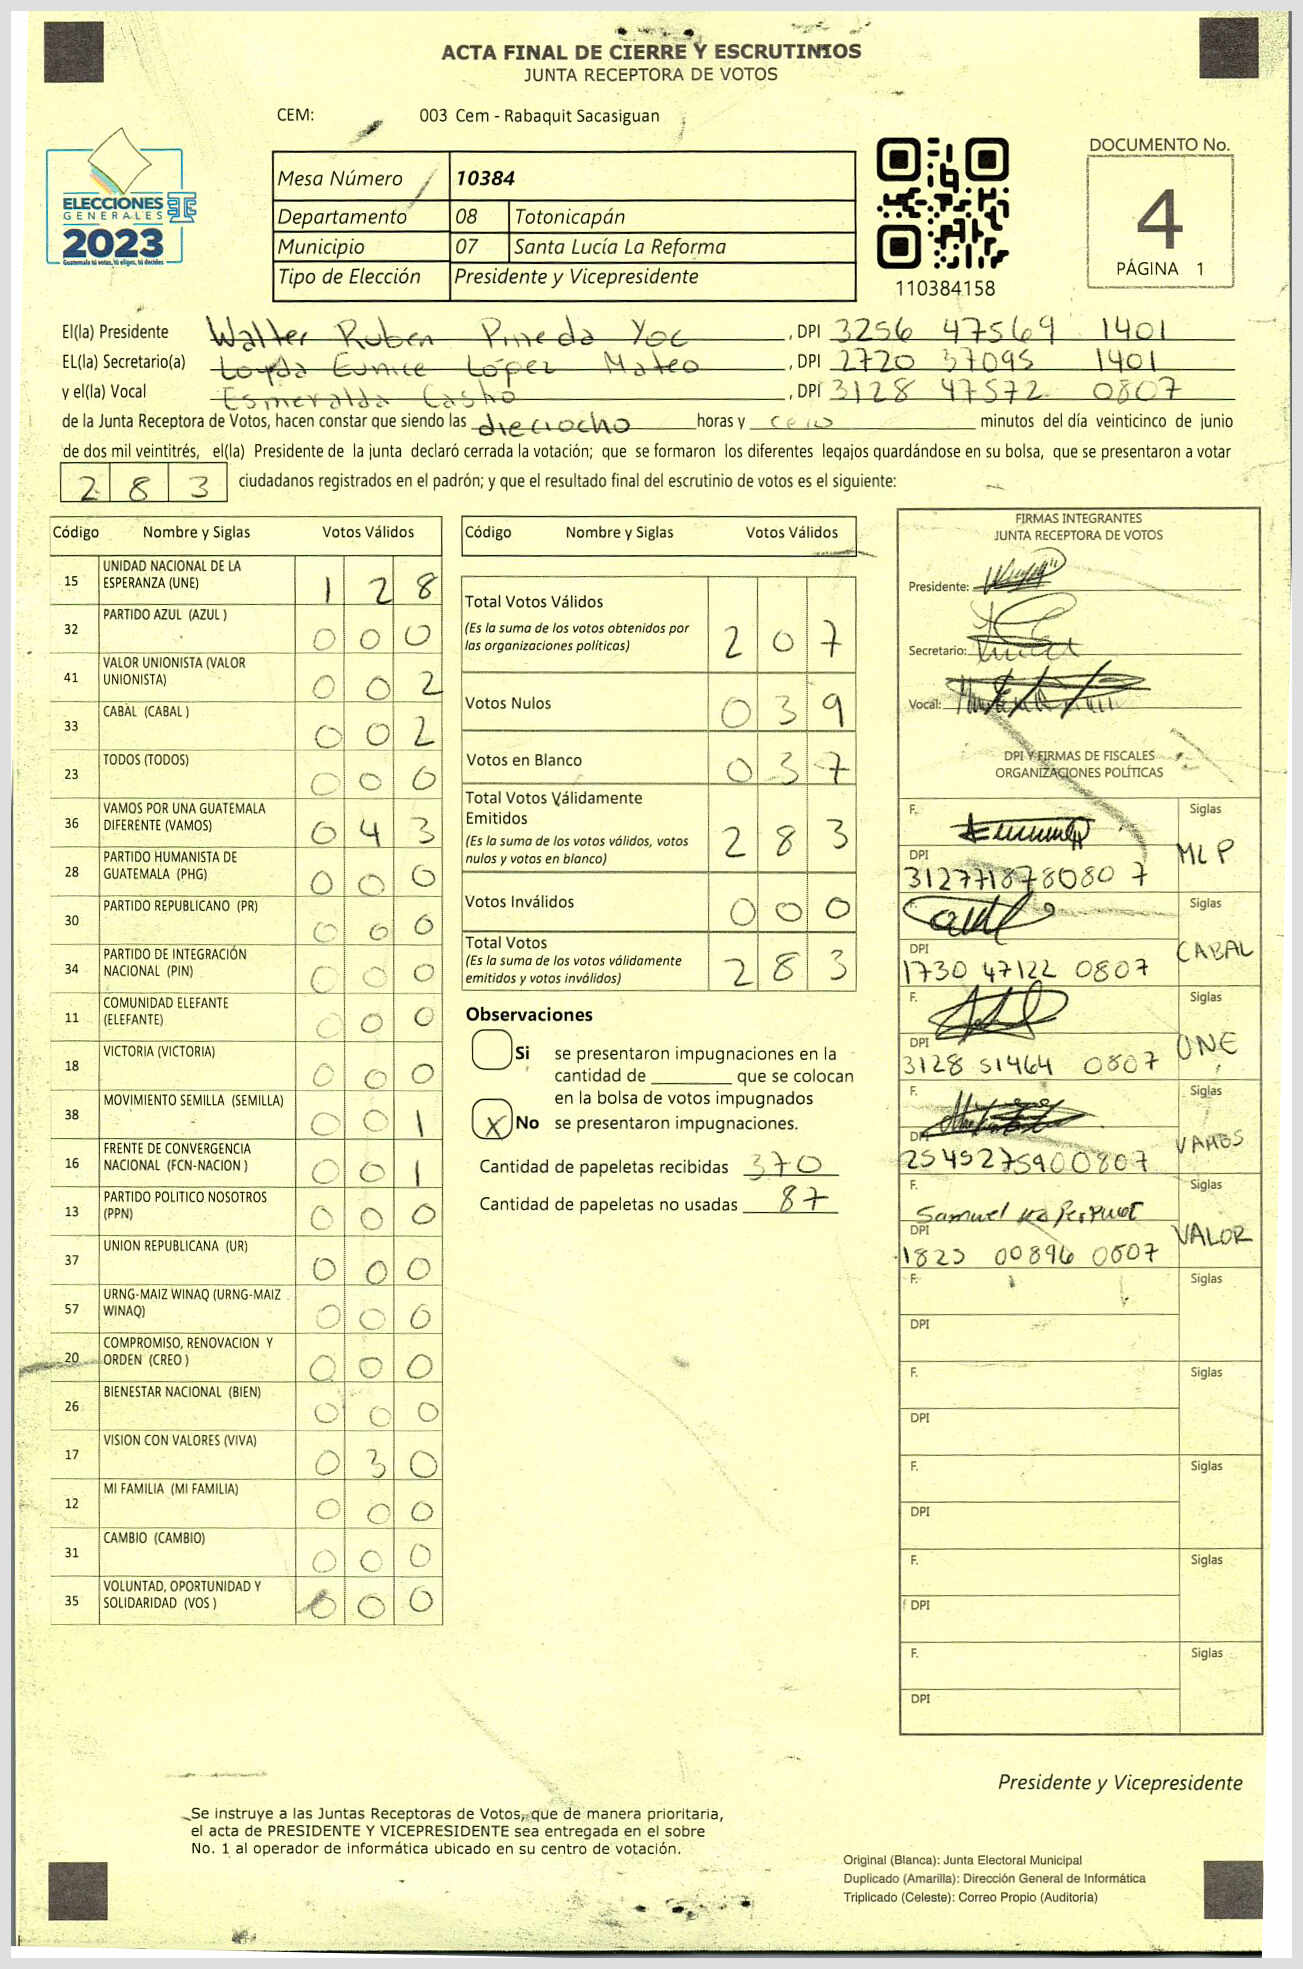 ACTA FINAL DE CIERRE Y ESCRUTINIOS
JUNTA RECEPTORA DE VOTOS
CEM: 003 Cem - Rabaquit Sacasiguan
ELECCIONES
GENERALES
2023
Guatemala tú votas, tú eliges, tú decides
Mesa Número 10384
Departamento 08 Totonicapán
Municipio 07 Santa Lucía La Reforma
Tipo de Elección Presidente y Vicepresidente
110384158
DOCUMENTO No.
4
PÁGINA 1
El(la) Presidente Walter Ruben Pineda Yoc, DPI 3256 47569 1401
EL(la) Secretario(a) Loyda Eunice López Mateo, DPI 2720 37095 1401
y el(la) Vocal Esmeralda Castro, DPI 3128 47572 0807
de la Junta Receptora de Votos, hacen constar que siendo las dieciocho horas y cero minutos del día veinticinco de junio
de dos mil veintitrés, el(la) Presidente de la junta declaró cerrada la votación; que se formaron los diferentes legajos guardándose en su bolsa, que se presentaron a votar
283 ciudadanos registrados en el padrón; y que el resultado final del escrutinio de votos es el siguiente:
Código Nombre y Siglas Votos Válidos
15 UNIDAD NACIONAL DE LA ESPERANZA (UNE) 1 2 8
32 PARTIDO AZUL (AZUL ) 0 0 0
41 VALOR UNIONISTA (VALOR UNIONISTA) 0 0 2
33 CABAL (CABAL ) 0 0 2
23 TODOS (TODOS) 0 0 0
36 VAMOS POR UNA GUATEMALA DIFERENTE (VAMOS) 0 4 3
28 PARTIDO HUMANISTA DE GUATEMALA (PHG) 0 0 0
30 PARTIDO REPUBLICANO (PR) 0 0 0
34 PARTIDO DE INTEGRACIÓN NACIONAL (PIN) 0 0 0
11 COMUNIDAD ELEFANTE (ELEFANTE) 0 0 0
18 VICTORIA (VICTORIA) 0 0 0
38 MOVIMIENTO SEMILLA (SEMILLA) 0 0 1
16 FRENTE DE CONVERGENCIA NACIONAL (FCN-NACION ) 0 0 1
13 PARTIDO POLITICO NOSOTROS (PPN) 0 0 0
37 UNION REPUBLICANA (UR) 0 0 0
57 URNG-MAIZ WINAQ (URNG-MAIZ WINAQ) 0 0 0
20 COMPROMISO, RENOVACION Y ORDEN (CREO ) 0 0 0
26 BIENESTAR NACIONAL (BIEN) 0 0 0
17 VISION CON VALORES (VIVA) 0 3 0
12 MI FAMILIA (MI FAMILIA) 0 0 0
31 CAMBIO (CAMBIO) 0 0 0
35 VOLUNTAD, OPORTUNIDAD Y SOLIDARIDAD (VOS ) 0 0 0
Código Nombre y Siglas Votos Válidos
Total Votos Válidos 2 0 7
(Es la suma de los votos obtenidos por
las organizaciones políticas)
Votos Nulos 0 3 9
Votos en Blanco 0 3 7
Total Votos Válidamente
Emitidos 2 8 3
(Es la suma de los votos válidos, votos
nulos y votos en blanco)
Votos Inválidos 0 0 0
Total Votos 2 8 3
(Es la suma de los votos válidamente
emitidos y votos inválidos)
Observaciones
Si se presentaron impugnaciones en la
cantidad de ________ que se colocan
en la bolsa de votos impugnados
X No se presentaron impugnaciones.
Cantidad de papeletas recibidas 370
Cantidad de papeletas no usadas 87
FIRMAS INTEGRANTES
JUNTA RECEPTORA DE VOTOS
Presidente:
Secretario:
Vocal:
DPI Y FIRMAS DE FISCALES
ORGANIZACIONES POLÍTICAS
F. Siglas MLP
DPI 3127718780807
F. Siglas CABAL
DPI 1730 47122 0807
F. Siglas UNE
DPI 3128 51464 0807
F. Siglas VAMOS
DPI 2545275900807
F. Samuel Siglas VALOR
DPI 1823 00896 0807
F. Siglas
DPI
F. Siglas
DPI
F. Siglas
DPI
F. Siglas
DPI
F. Siglas
DPI
Presidente y Vicepresidente
Se instruye a las Juntas Receptoras de Votos, que de manera prioritaria,
el acta de PRESIDENTE Y VICEPRESIDENTE sea entregada en el sobre
No. 1 al operador de informática ubicado en su centro de votación.
Original (Blanca): Junta Electoral Municipal
Duplicado (Amarilla): Dirección General de Informática
Triplicado (Celeste): Correo Propio (Auditoría)